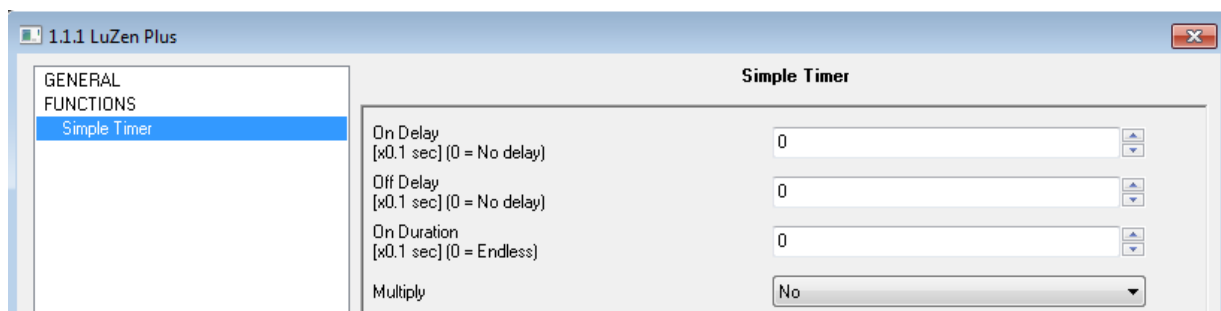 1.1.1 LuZen Plus
GENERAL
FUNCTIONS
Simple Timer
Simple Timer
On Delay
[x0.1 sec] (0 = No delay)
0
Off Delay
[x0.1 sec] (0 = No delay)
0
On Duration
[x0.1 sec] (0 = Endless)
0
Multiply
No